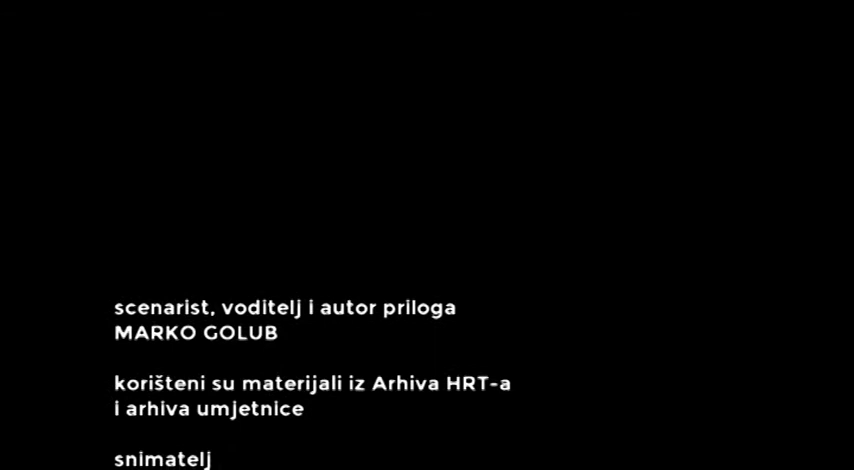 scenarist, voditelj i autor priloga
MARKO GOLUB
korišteni su materijali iz Arhiva HRT-a
i arhiva umjetnice
snimatelj